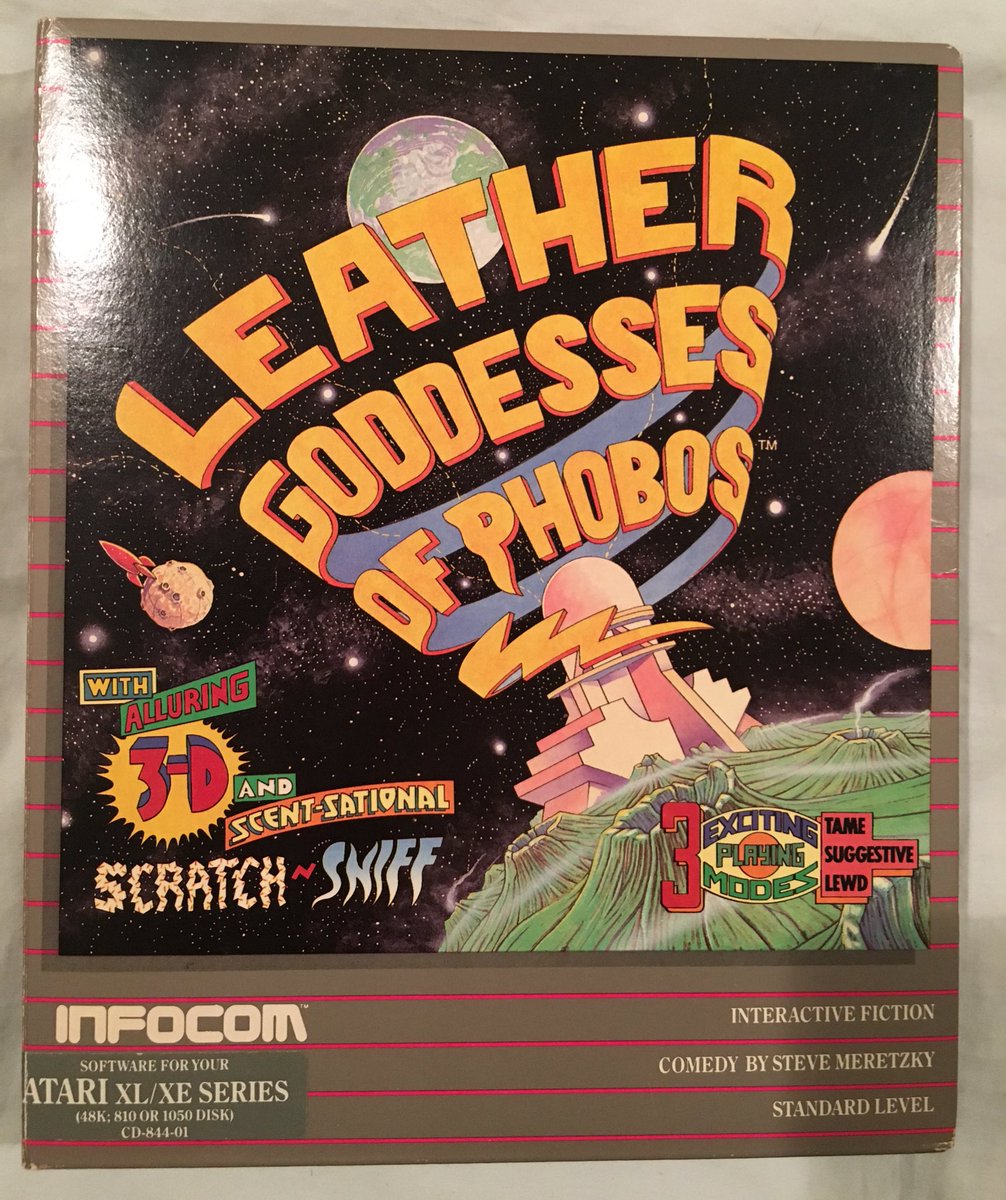 LEATHER
GODDESSES
OF PHOBOS™
WITH
ALLURING
3-D
AND
SCENT-SATIONAL
SCRATCH~SNIFF
3 EXCITING PLAYING MODES
TAME
SUGGESTIVE
LEWD
INFOCOM™
SOFTWARE FOR YOUR
ATARI XL/XE SERIES
(48K; 810 OR 1050 DISK)
CD-844-01
INTERACTIVE FICTION
COMEDY BY STEVE MERETZKY
STANDARD LEVEL